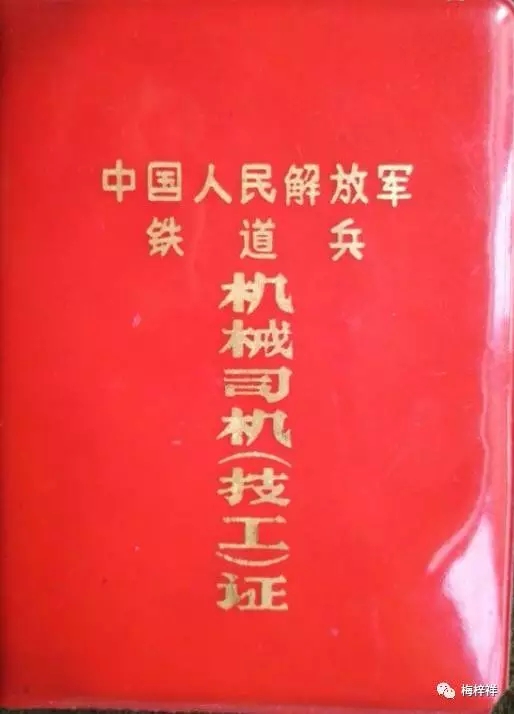 中国人民解放军
铁道兵
机械司机(技工)证
梅梓祥